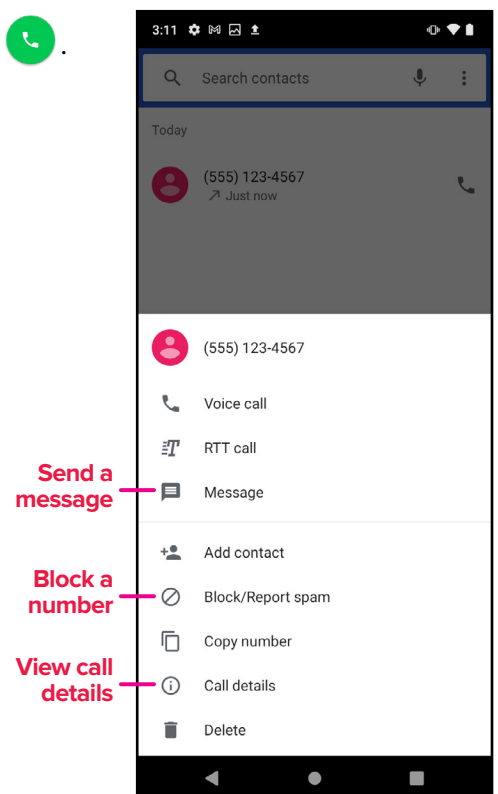 .
3:11
Search contacts
Today
(555) 123-4567
Just now
(555) 123-4567
Voice call
RTT call
Send a
message
Message
Add contact
Block a
number
Block/Report spam
Copy number
View call
details
Call details
Delete